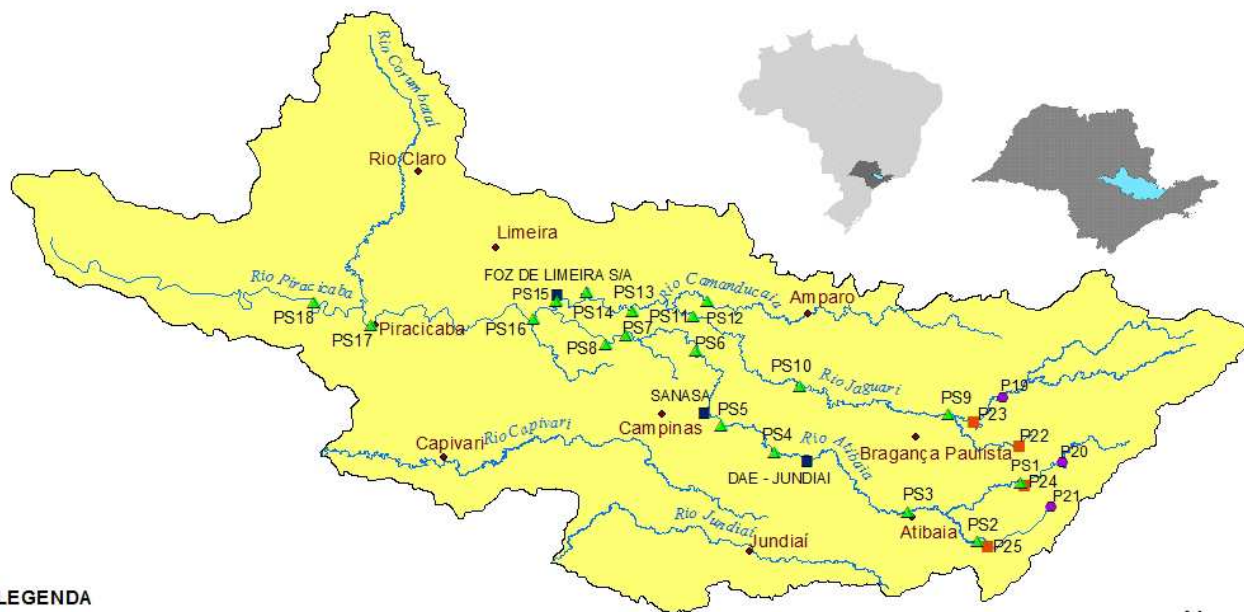 Rio Corumbataí
Rio Claro
Limeira
FOZ DE LIMEIRA S/A
Rio Piracicaba
PS18
PS17
Piracicaba
PS16
PS15
PS14
PS13
Rio Camanducaia
PS11
PS12
Amparo
PS7
PS8
PS6
PS10
Rio Jaguari
PS9
P19
P23
P22
SANASA
PS5
Campinas
PS4
Rio Atibaia
Bragança Paulista
P20
Capivari
Rio Capivari
DAE - JUNDIAI
PS1
P24
P21
PS3
Atibaia
PS2
P25
Rio Jundiaí
Jundiaí
LEGENDA